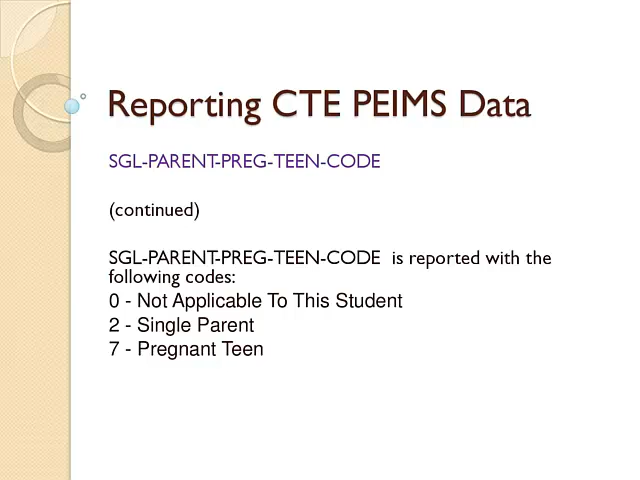 Reporting CTE PEIMS Data
SGL-PARENT-PREG-TEEN-CODE
(continued)
SGL-PARENT-PREG-TEEN-CODE is reported with the
following codes:
0 - Not Applicable To This Student
2 - Single Parent
7 - Pregnant Teen